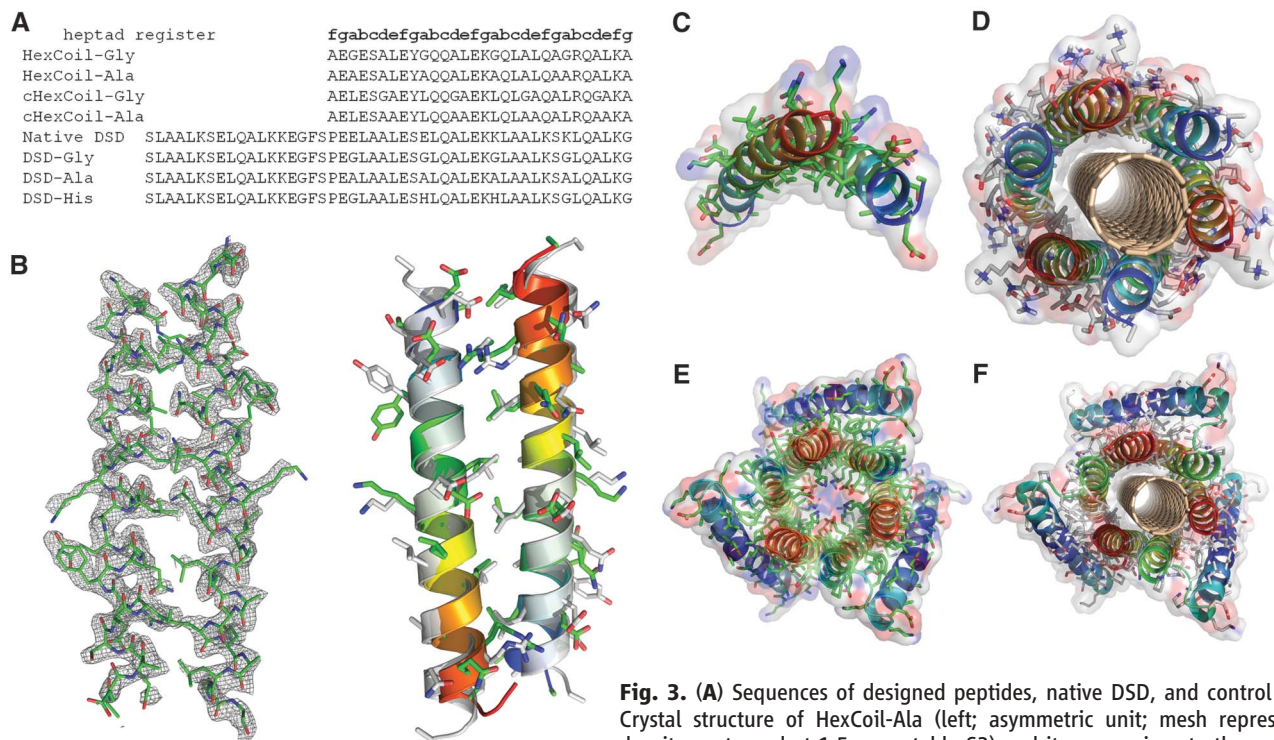 A
heptad register fgabcdefgabcdefgabcdefgabcdefg
HexCoil-Gly AEGESALEYGQQALEKGQLALQAGRQALKA
HexCoil-Ala AEAESALEYAQQALEKAQLALQAARQALKA
cHexCoil-Gly AELESGAEYLQQGAEKLQLGAQALRQGAKA
cHexCoil-Ala AELESAAEYLQQAAEKLQLAAQALRQAAKA
Native DSD SLAALKSELQALKKEGFSPEELAALESELQALEKKLAALKSKLQALKG
DSD-Gly SLAALKSELQALKKEGFSPEGLAALESGLQALEKGLAALKSGLQALKG
DSD-Ala SLAALKSELQALKKEGFSPEALAALESALQALEKALAALKSALQALKG
DSD-His SLAALKSELQALKKEGFSPEGLAALESHLQALEKHLAALKSGLQALKG
B
C
D
E
F
Fig. 3. (A) Sequences of designed peptides, native DSD, and control
Crystal structure of HexCoil-Ala (left; asymmetric unit; mesh repres